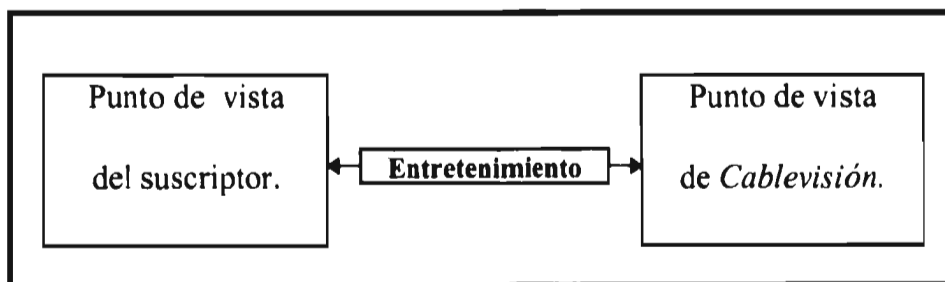 Punto de vista
del suscriptor.
Entretenimiento
Punto de vista
de Cablevisión.